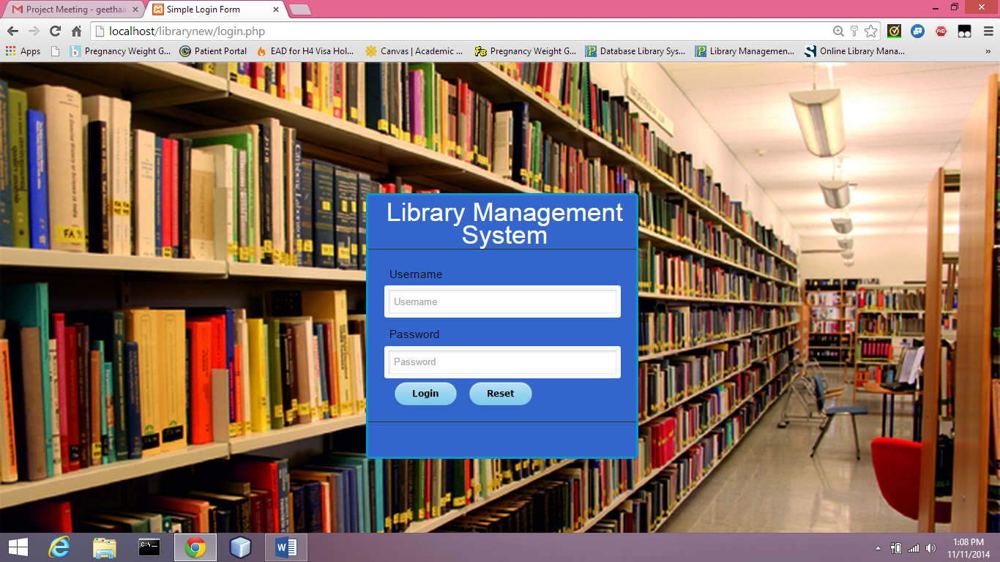 Project Meeting - geethaa
Simple Login Form
localhost/librarynew/login.php
Apps
Pregnancy Weight G...
Patient Portal
EAD for H4 Visa Hol...
Canvas | Academic ...
Pregnancy Weight G...
Database Library Sys...
Library Managemen...
Online Library Mana...
»
Library Management
System
Username
Username
Password
Password
Login
Reset
1:08 PM
11/11/2014